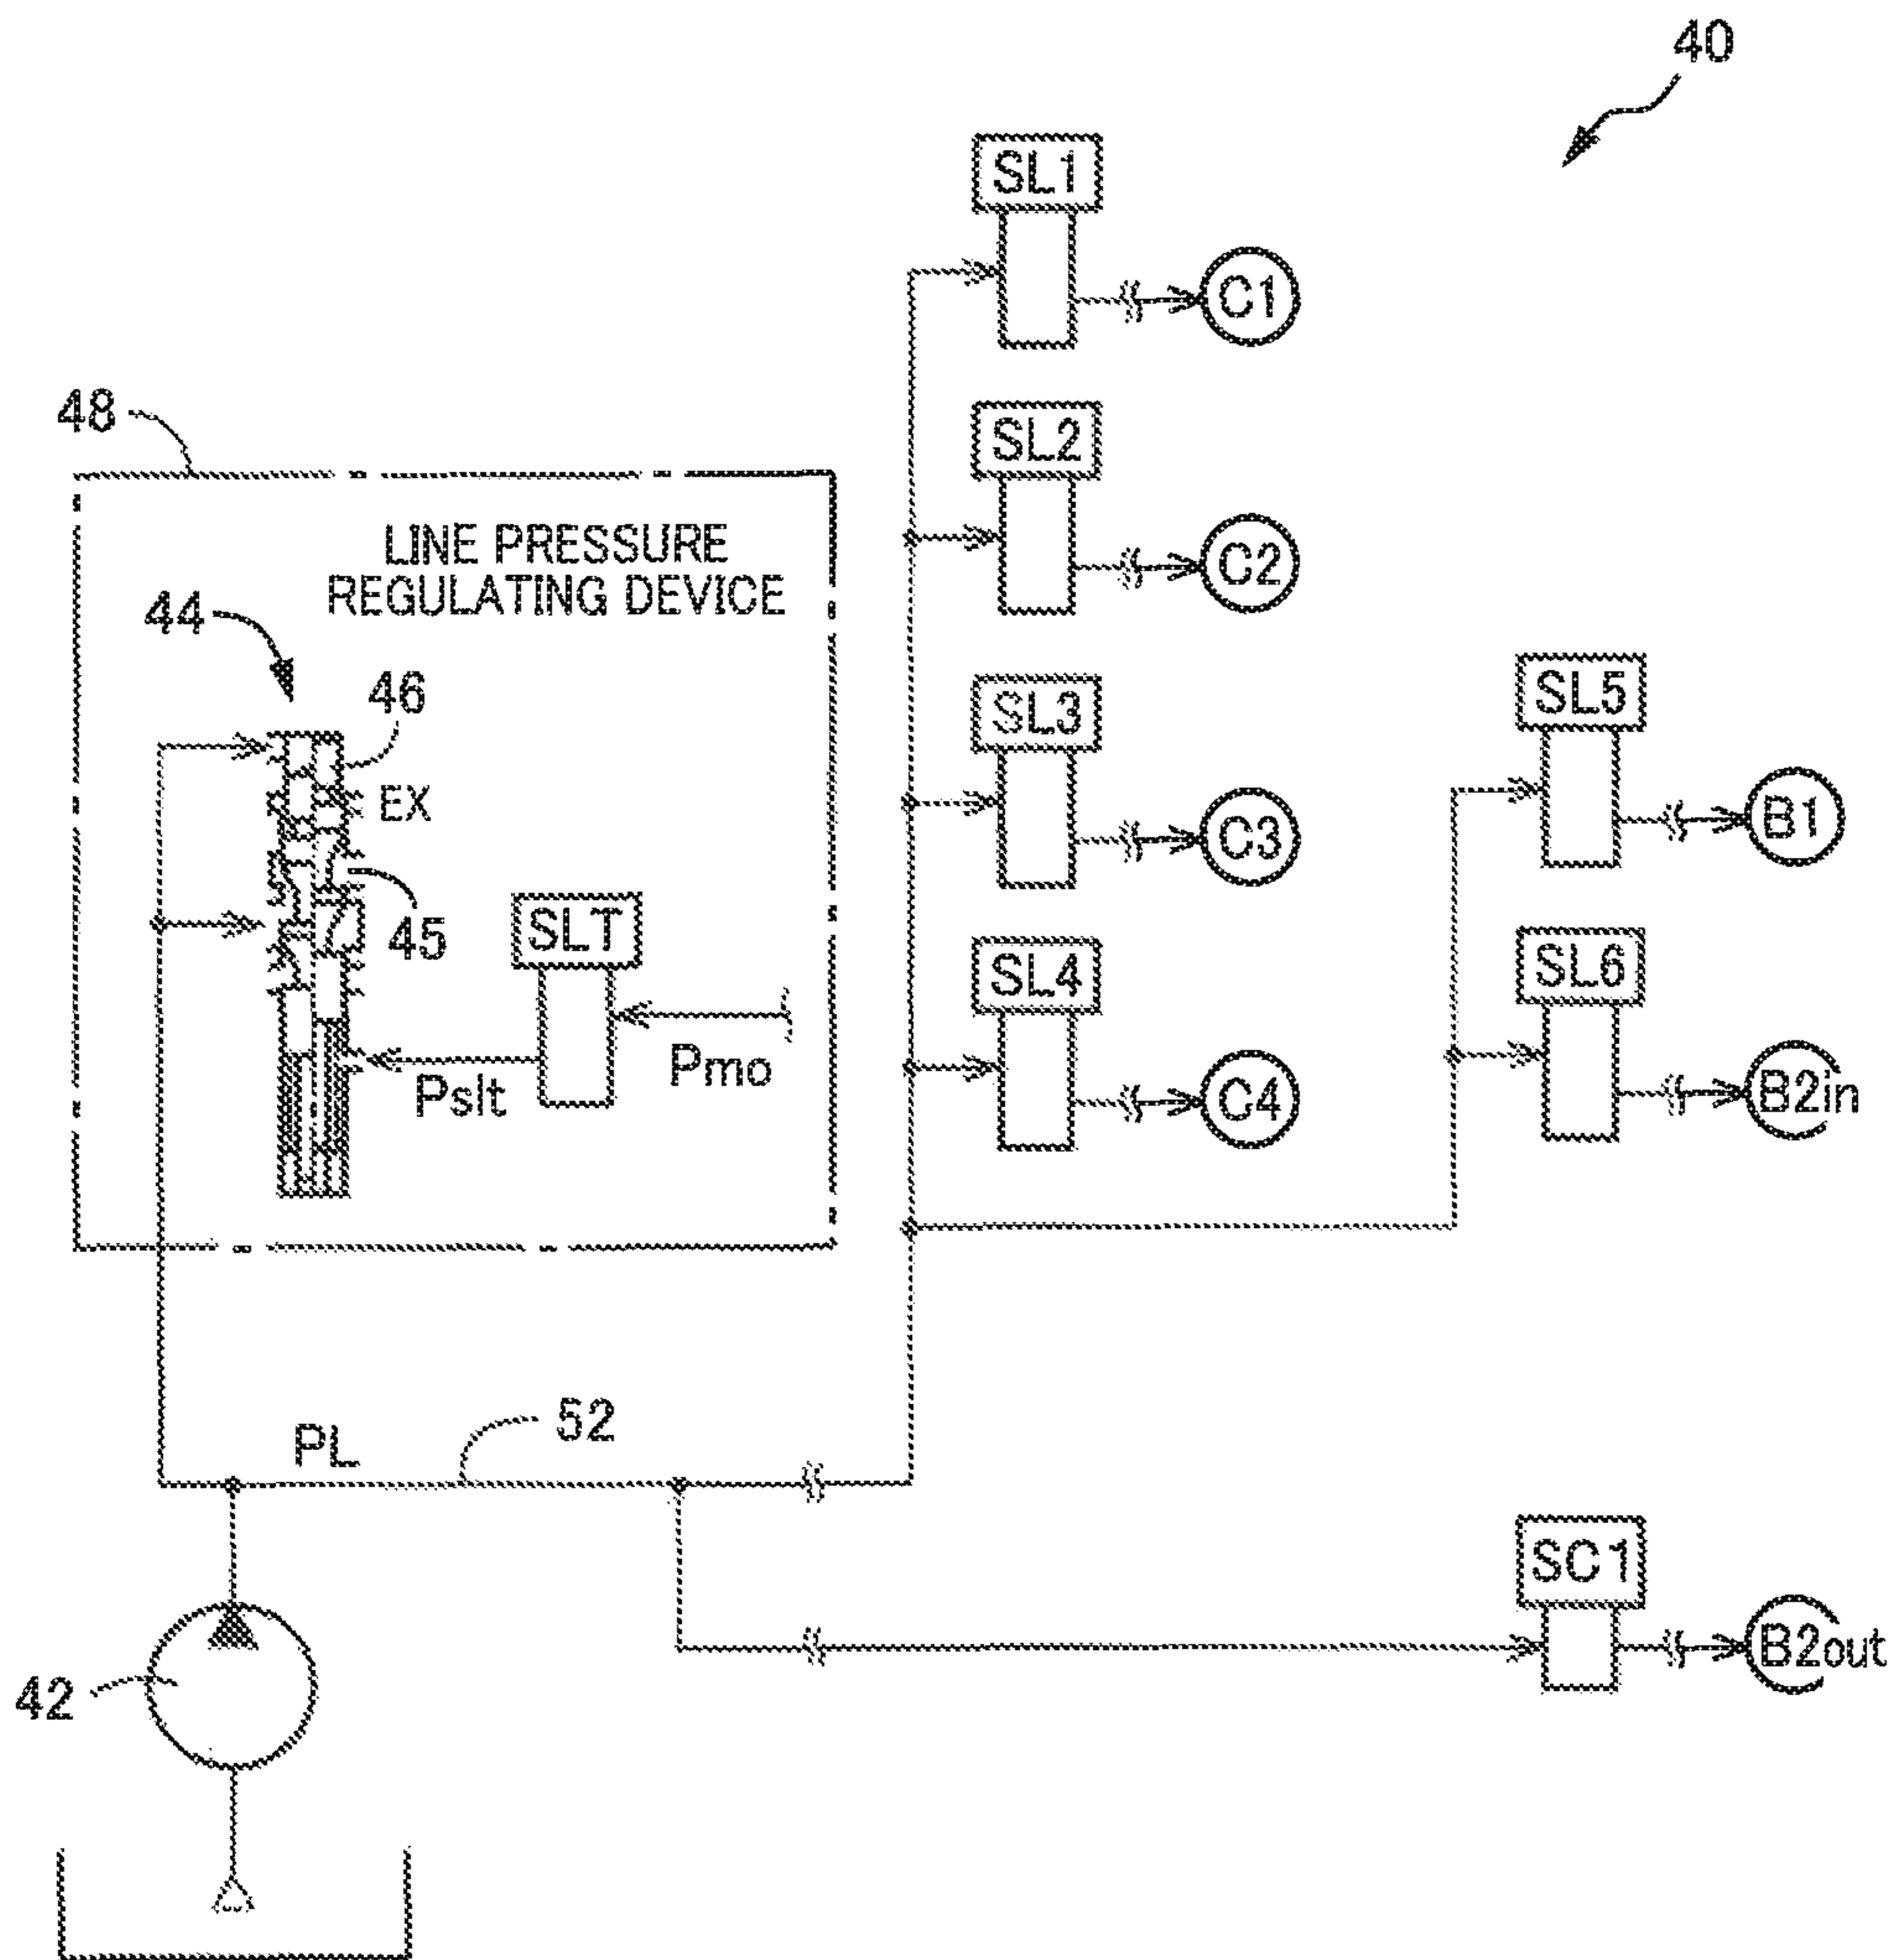 40
SL1
C1
48
SL2
LINE PRESSURE
REGULATING DEVICE
C2
44
46
SL3
SL5
EX
C3
B1
45
SLT
SL4
SL6
Pslt
Pmo
C4
B2in
PL
52
SC1
42
B2out